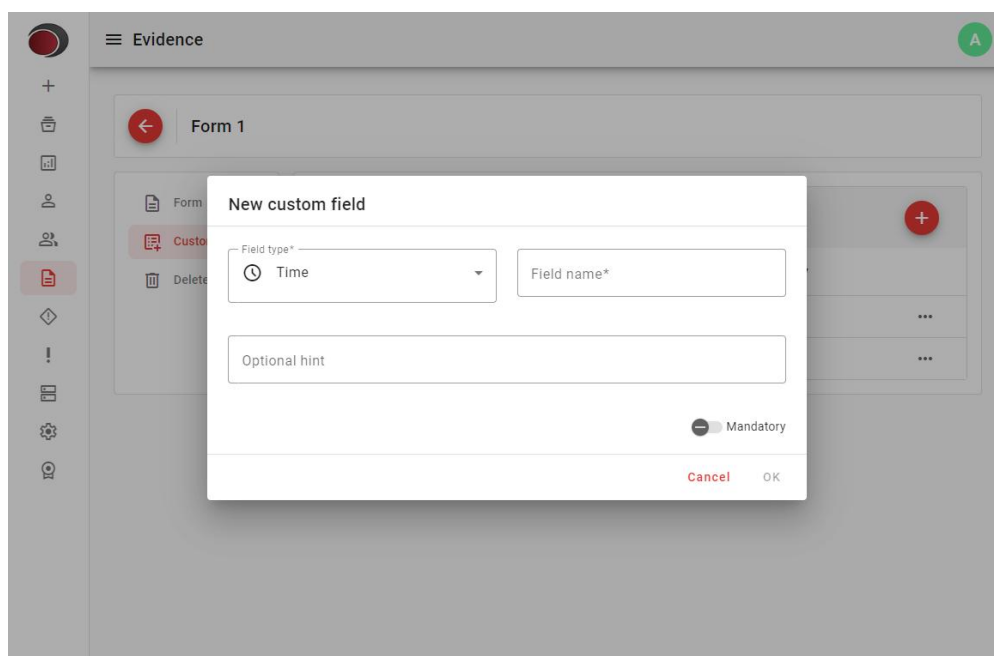 Evidence
A
Form 1
Form
New custom field
Custo
Delete
Field type*
Time
Field name*
Optional hint
Mandatory
Cancel
OK